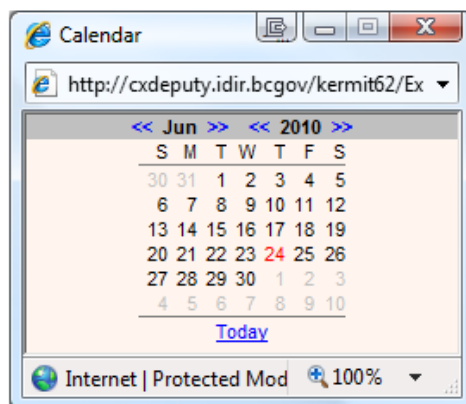 Calendar
http://cxdeputy.idir.bcgov/kermit62/Ex
<< Jun >> << 2010 >>
S M T W T F S
30 31 1 2 3 4 5
6 7 8 9 10 11 12
13 14 15 16 17 18 19
20 21 22 23 24 25 26
27 28 29 30 1 2 3
4 5 6 7 8 9 10
Today
Internet | Protected Mod 100%